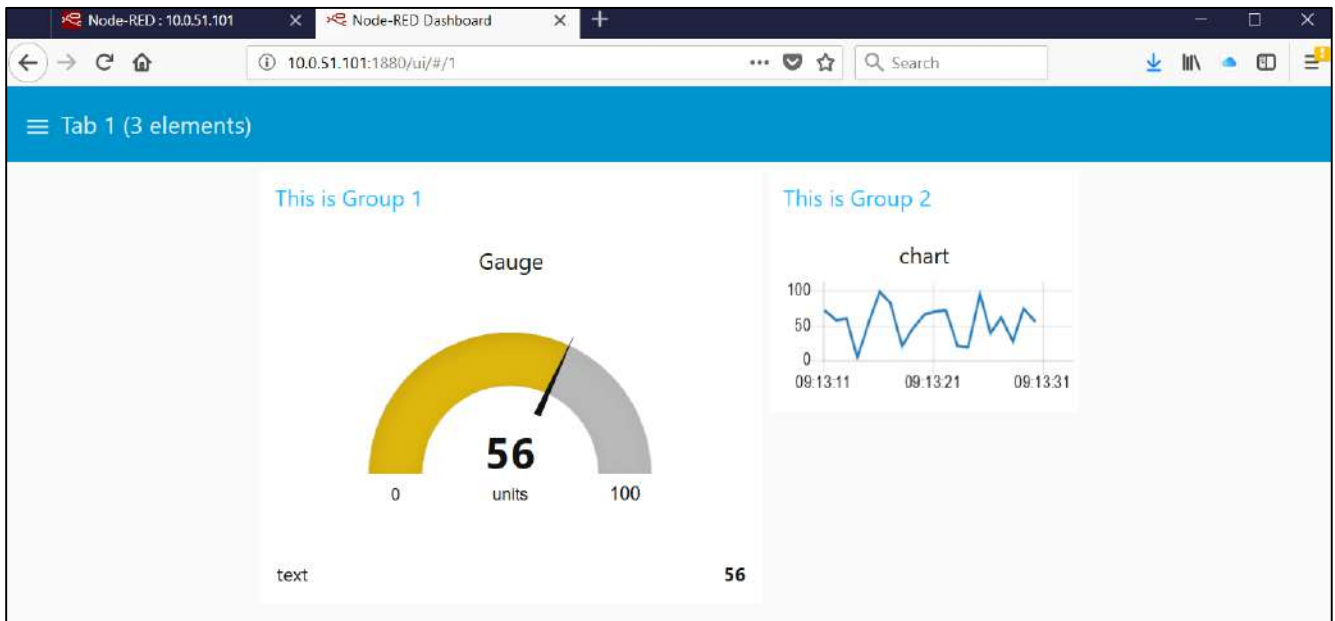 Node-RED : 10.0.51.101
Node-RED Dashboard
10.0.51.101:1880/ui/#/1
Search
Tab 1 (3 elements)
This is Group 1
Gauge
56
0
units
100
text
56
This is Group 2
chart
100
50
0
09:13:11
09:13:21
09:13:31